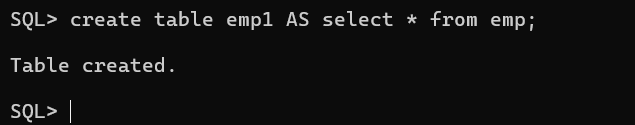 SQL> create table emp1 AS select * from emp;
Table created.
SQL>